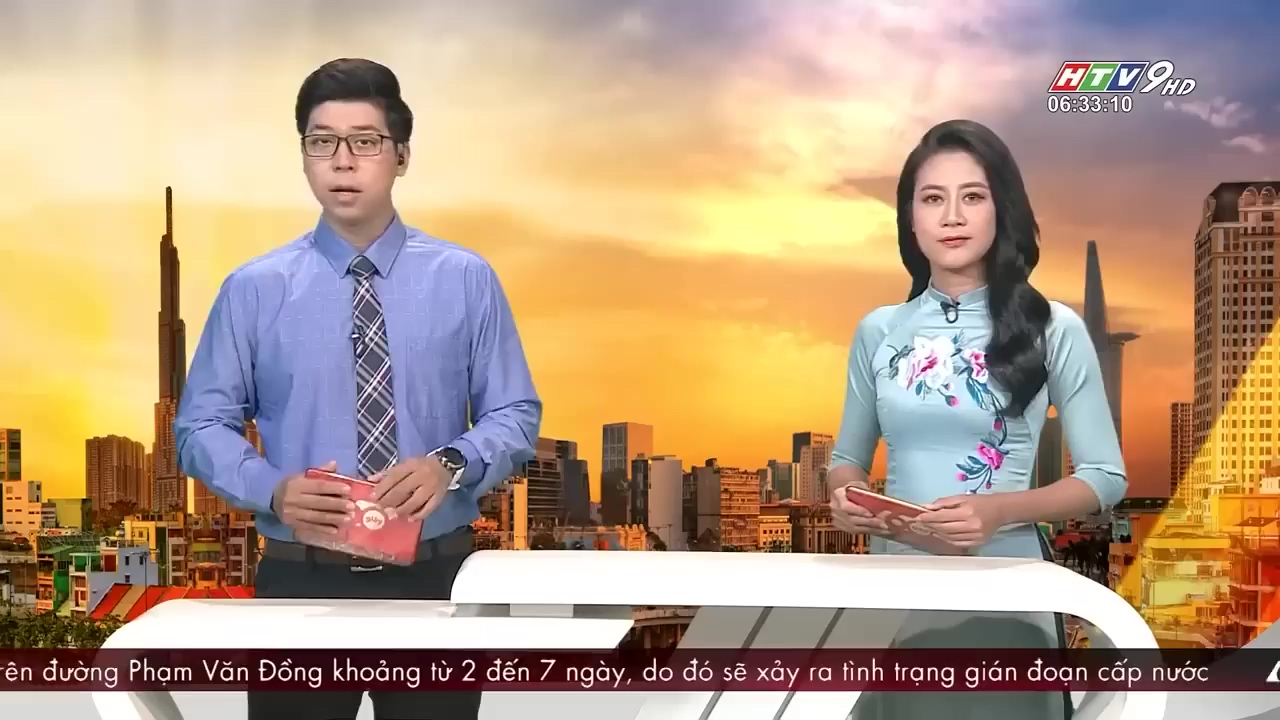 HTV9HD
06:33:10
rên đường Phạm Văn Đồng khoảng từ 2 đến 7 ngày, do đó sẽ xảy ra tình trạng gián đoạn cấp nước